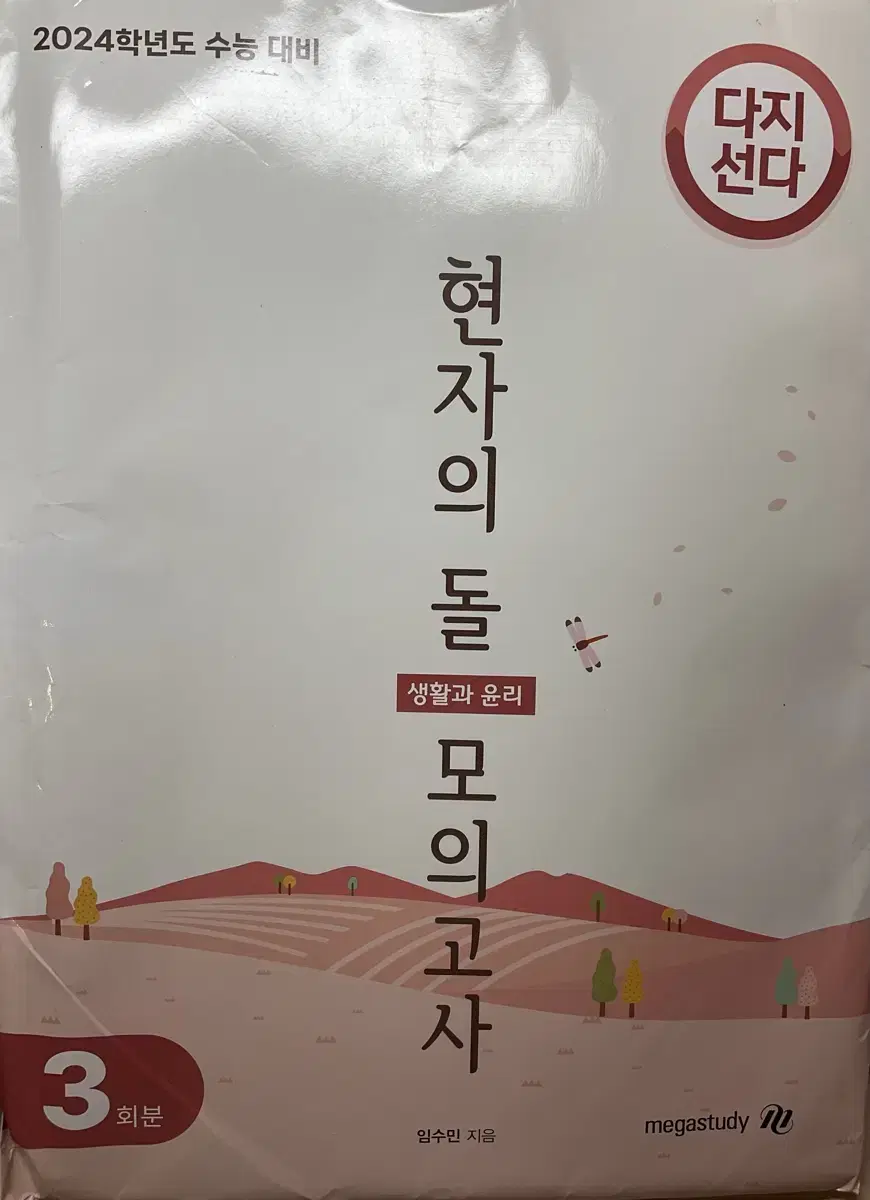 2024학년도 수능 대비
다지
선다
현자의 돌
생활과 윤리
모의고사
3회분
임수민 지음
megastudy